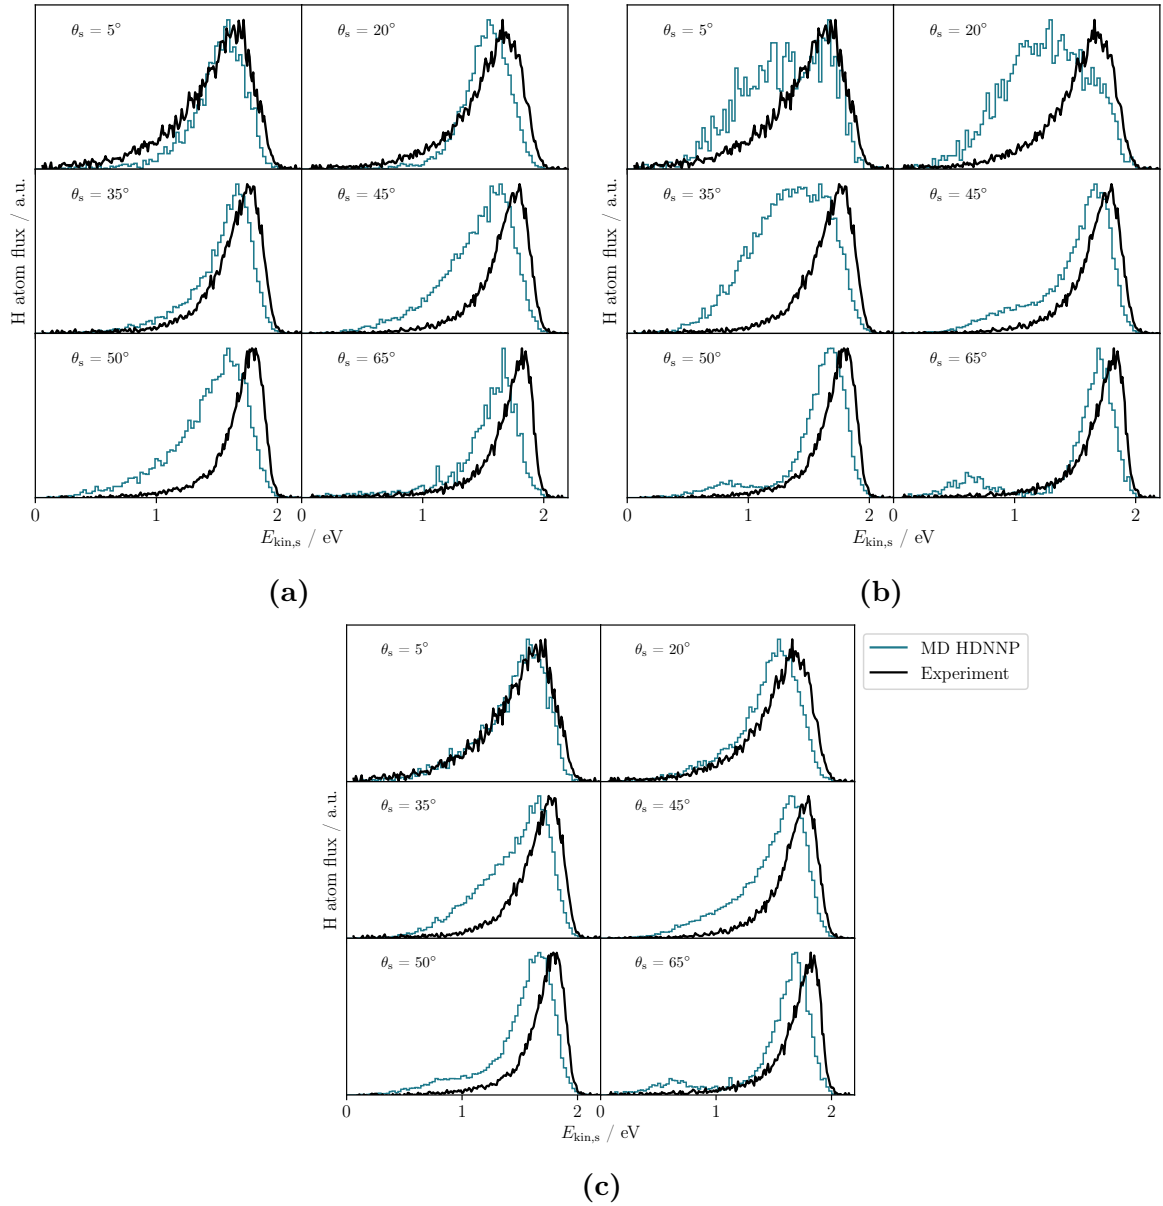 θs = 5°
θs = 20°
θs = 35°
θs = 45°
θs = 50°
θs = 65°
H atom flux / a.u.
0 1 2
1 2
Ekin,s / eV
(a)
θs = 5°
θs = 20°
θs = 35°
θs = 45°
θs = 50°
θs = 65°
H atom flux / a.u.
0 1 2
1 2
Ekin,s / eV
(b)
θs = 5°
θs = 20°
θs = 35°
θs = 45°
θs = 50°
θs = 65°
H atom flux / a.u.
0 1 2
0 1 2
Ekin,s / eV
MD HDNNP
Experiment
(c)